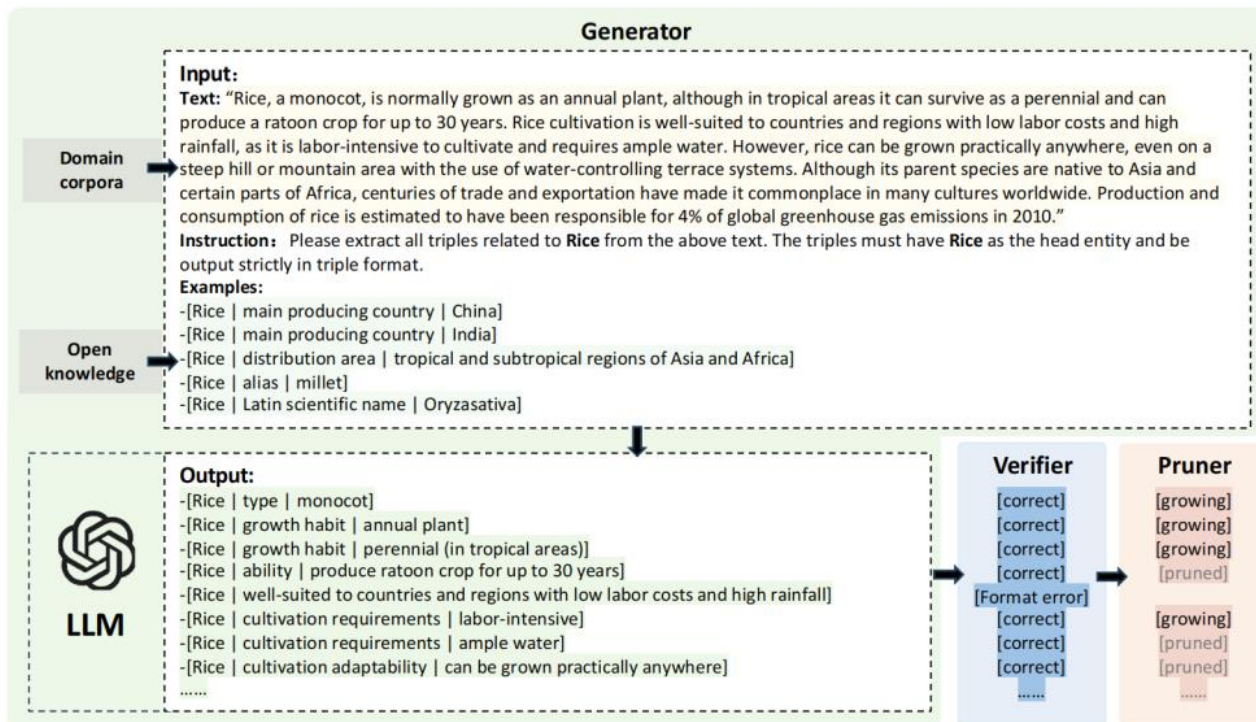 Generator
Input:
Text: “Rice, a monocot, is normally grown as an annual plant, although in tropical areas it can survive as a perennial and can
produce a ratoon crop for up to 30 years. Rice cultivation is well-suited to countries and regions with low labor costs and high
rainfall, as it is labor-intensive to cultivate and requires ample water. However, rice can be grown practically anywhere, even on a
steep hill or mountain area with the use of water-controlling terrace systems. Although its parent species are native to Asia and
certain parts of Africa, centuries of trade and exportation have made it commonplace in many cultures worldwide. Production and
consumption of rice is estimated to have been responsible for 4% of global greenhouse gas emissions in 2010.”
Instruction: Please extract all triples related to Rice from the above text. The triples must have Rice as the head entity and be
output strictly in triple format.
Examples:
-[Rice | main producing country | China]
-[Rice | main producing country | India]
-[Rice | distribution area | tropical and subtropical regions of Asia and Africa]
-[Rice | alias | millet]
-[Rice | Latin scientific name | Oryzasativa]
Domain
corpora
Open
knowledge
LLM
Output:
-[Rice | type | monocot]
-[Rice | growth habit | annual plant]
-[Rice | growth habit | perennial (in tropical areas)]
-[Rice | ability | produce ratoon crop for up to 30 years]
-[Rice | well-suited to countries and regions with low labor costs and high rainfall]
-[Rice | cultivation requirements | labor-intensive]
-[Rice | cultivation requirements | ample water]
-[Rice | cultivation adaptability | can be grown practically anywhere]
......
Verifier
[correct]
[correct]
[correct]
[correct]
[Format error]
[correct]
[correct]
[correct]
......
Pruner
[growing]
[growing]
[growing]
[pruned]
[growing]
[pruned]
[pruned]
......